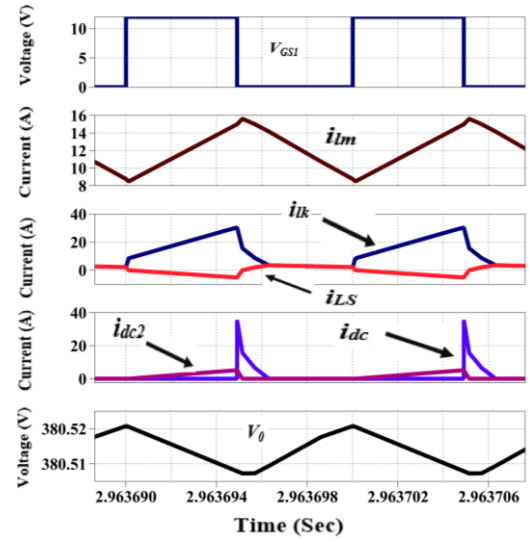 Voltage (V)
10
5
0
VGS1
Current (A)
16
14
12
10
8
iLm
Current (A)
40
20
0
ilk
iLS
Current (A)
40
20
0
idc2
idc
Voltage (V)
380.52
380.51
V0
2.963690
2.963694
2.963698
2.963702
2.963706
Time (Sec)